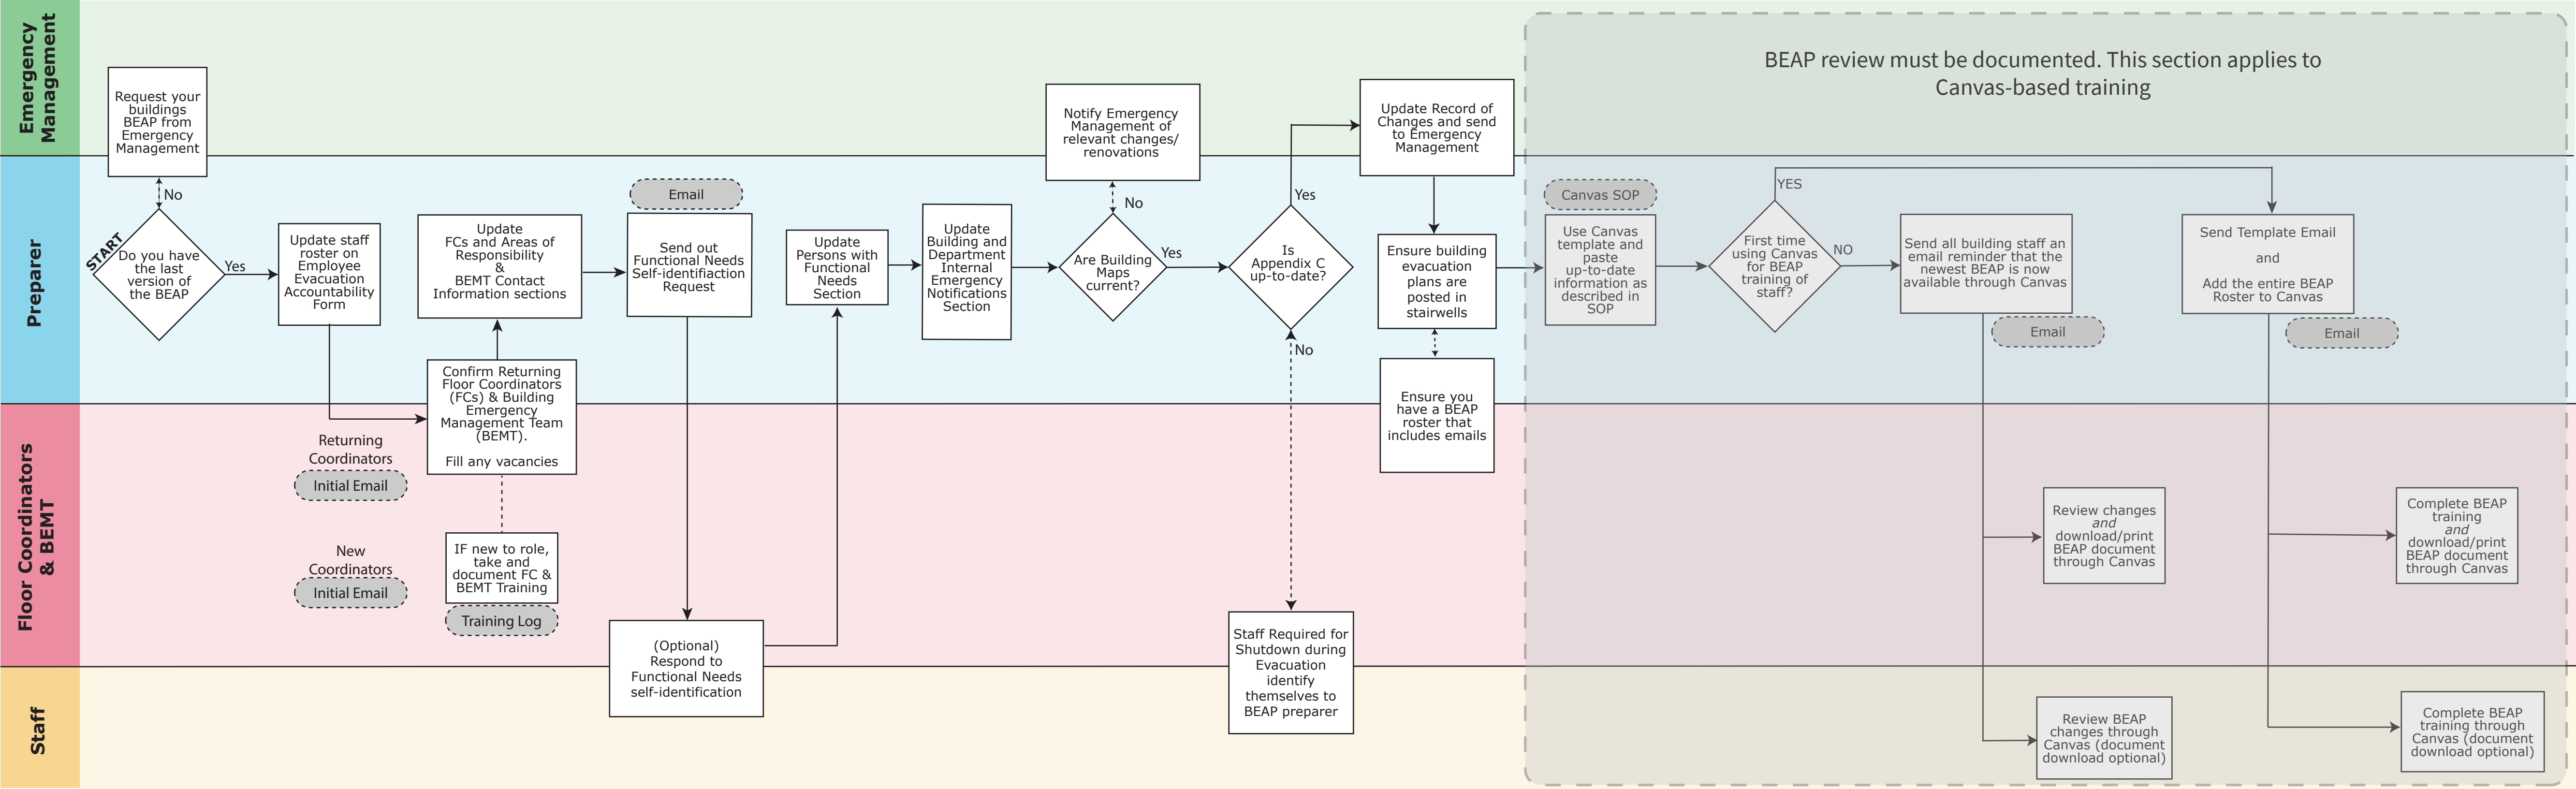 Emergency
Management
Preparer
Floor Coordinators
& BEMT
Staff
BEAP review must be documented. This section applies to
Canvas-based training
Request your
buildings
BEAP from
Emergency
Management
No
START
Do you have
the last
version of
the BEAP
Yes
Update staff
roster on
Employee
Evacuation
Accountability
Form
Returning
Coordinators
Initial Email
New
Coordinators
Initial Email
Confirm Returning
Floor Coordinators
(FCs) & Building
Emergency
Management Team
(BEMT).
Fill any vacancies
IF new to role,
take and
document FC &
BEMT Training
Training Log
Update
FCs and Areas of
Responsibility
&
BEMT Contact
Information sections
Email
Send out
Functional Needs
Self-identifiaction
Request
(Optional)
Respond to
Functional Needs
self-identification
Update
Persons with
Functional
Needs
Section
Update
Building and
Department
Internal
Emergency
Notifications
Section
Notify Emergency
Management of
relevant changes/
renovations
No
Are Building
Maps
current?
Yes
Yes
Is
Appendix C
up-to-date?
No
Staff Required for
Shutdown during
Evacuation
identify
themselves to
BEAP preparer
Update Record of
Changes and send
to Emergency
Management
Ensure building
evacuation
plans are
posted in
stairwells
Ensure you
have a BEAP
roster that
includes emails
Canvas SOP
Use Canvas
template and
paste
up-to-date
information as
described in
SOP
YES
First time
using Canvas
for BEAP
training of
staff?
NO
Send all building staff an
email reminder that the
newest BEAP is now
available through Canvas
Email
Send Template Email
and
Add the entire BEAP
Roster to Canvas
Email
Review changes
and
download/print
BEAP document
through Canvas
Complete BEAP
training
and
download/print
BEAP document
through Canvas
Review BEAP
changes through
Canvas (document
download optional)
Complete BEAP
training through
Canvas (document
download optional)